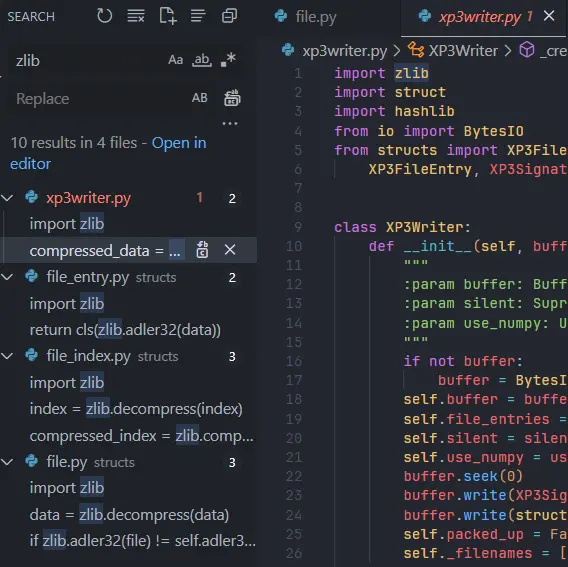 SEARCH
zlib
Aa ab
Replace
AB
10 results in 4 files - Open in
editor
xp3writer.py 1 2
import zlib
compressed_data = ...
file_entry.py structs 2
import zlib
return cls(zlib.adler32(data))
file_index.py structs 3
import zlib
index = zlib.decompress(index)
compressed_index = zlib.comp...
file.py structs 3
import zlib
data = zlib.decompress(data)
if zlib.adler32(file) != self.adler3...
file.py
xp3writer.py 1
xp3writer.py > XP3Writer > _cre
1 import zlib
2 import struct
3 import hashlib
4 from io import BytesIO
5 from structs import XP3File
6 XP3FileEntry, XP3Signat
7
8
9 class XP3Writer:
10 def __init__(self, buff
11 """
12 :param buffer: Buff
13 :param silent: Supr
14 :param use_numpy: U
15 """
16 if not buffer:
17 buffer = BytesI
18 self.buffer = buffe
19 self.file_entries =
20 self.silent = silen
21 self.use_numpy = us
22 buffer.seek(0)
23 buffer.write(XP3Sig
24 buffer.write(struct
25 self.packed_up = Fa
26 self._filenames = [